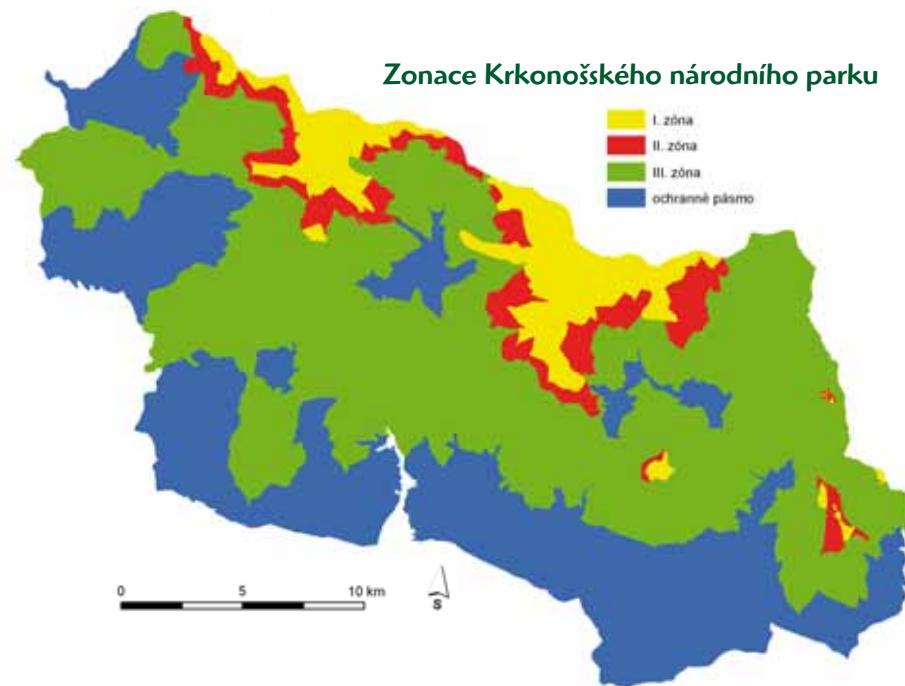 Zonace Krkonošského národního parku
I. zóna
II. zóna
III. zóna
ochranné pásmo
0 5 10 km
S